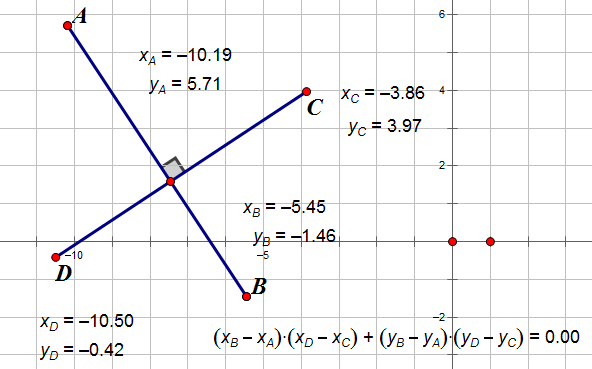 6
A
x_A = –10.19
y_A = 5.71
x_C = –3.86
4
C
y_C = 3.97
2
x_B = –5.45
y_B = –1.46
–10
–5
D
B
x_D = –10.50
–2
(x_B – x_A)·(x_D – x_C) + (y_B – y_A)·(y_D – y_C) = 0.00
y_D = –0.42